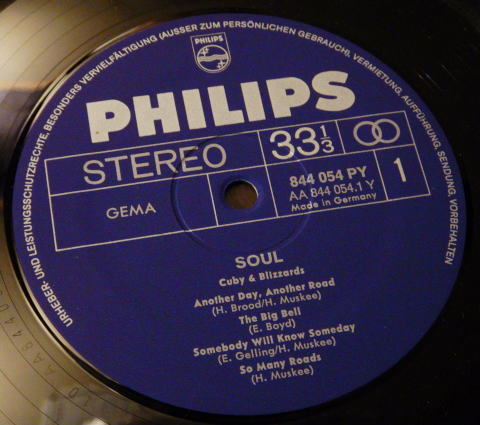 URHEBER- UND LEISTUNGSSCHUTZRECHTE, BESONDERS VERVIELFÄLTIGUNG (AUSSER ZUM PERSÖNLICHEN GEBRAUCH), VERMIETUNG, AUFFÜHRUNG, SENDUNG, VORBEHALTEN
PHILIPS
PHILIPS
STEREO
33 1/3
GEMA
844 054 PY
AA 844 054.1 Y
Made in Germany
1
SOUL
Cuby & Blizzards
Another Day, Another Road
(H. Brood/H. Muskee)
The Big Bell
(E. Boyd)
Somebody Will Know Someday
(E. Gelling/H. Muskee)
So Many Roads
(H. Muskee)